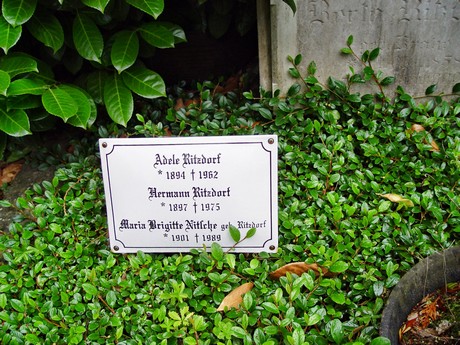 Adele Ritzdorf
* 1894 † 1962
Hermann Ritzdorf
* 1897 † 1975
Maria Brigitte Nitsche geb. Ritzdorf
* 1901 † 1989